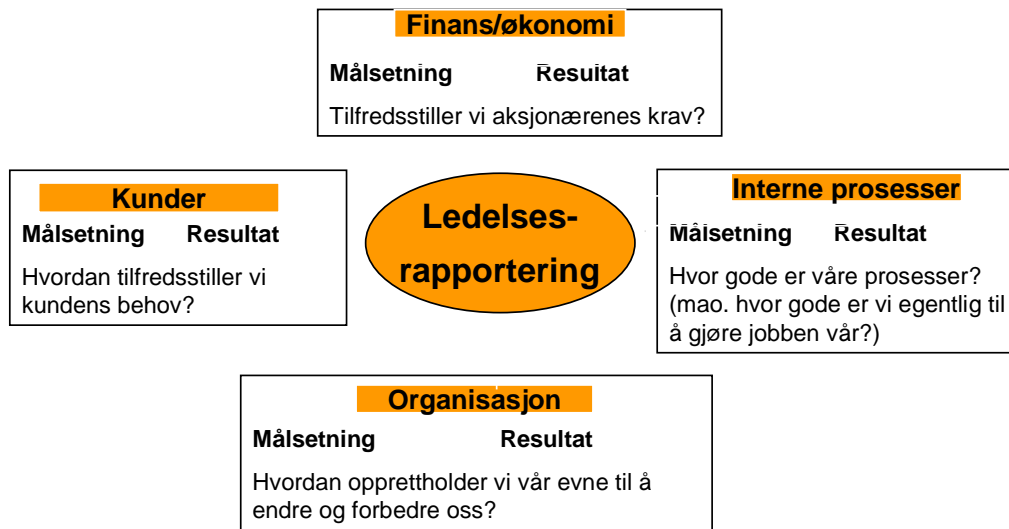 Finans/økonomi
Målsetning Resultat
Tilfredsstiller vi aksjonærenes krav?
Kunder
Målsetning Resultat
Hvordan tilfredsstiller vi
kundens behov?
Ledelses-
rapportering
Interne prosesser
Målsetning Resultat
Hvor gode er våre prosesser?
(mao. hvor gode er vi egentlig til
å gjøre jobben vår?)
Organisasjon
Målsetning Resultat
Hvordan opprettholder vi vår evne til å
endre og forbedre oss?